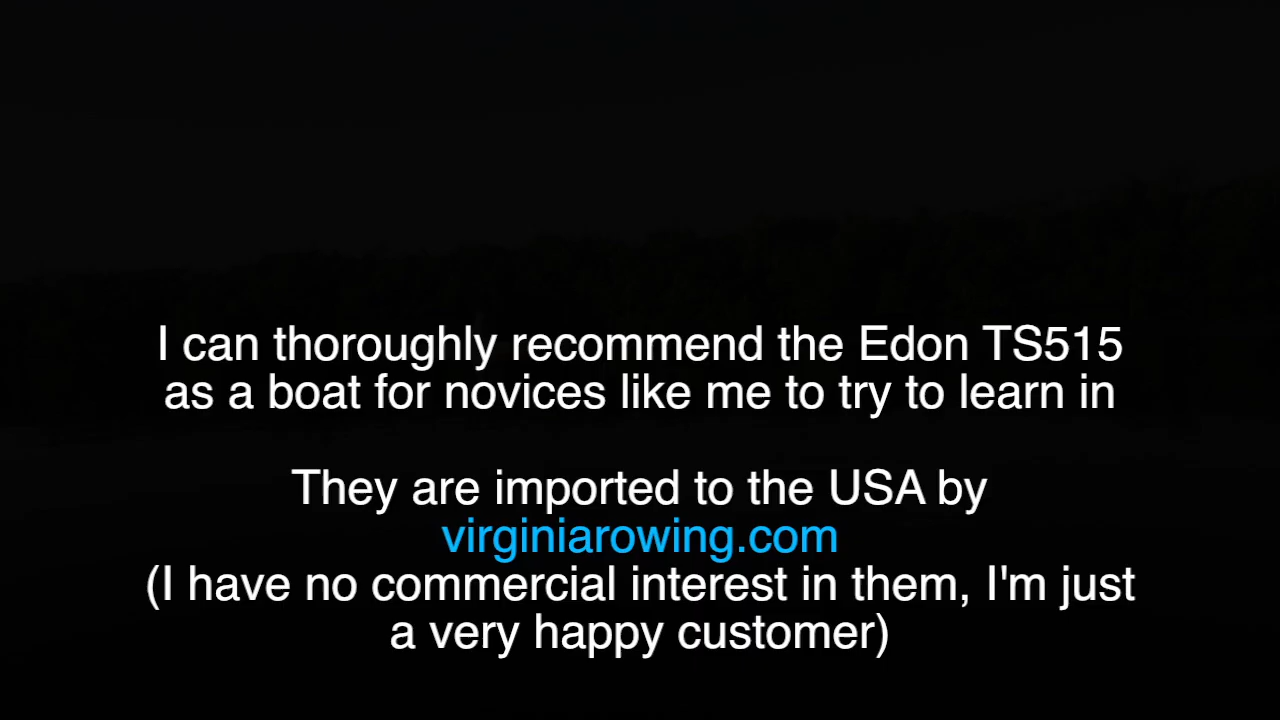 I can thoroughly recommend the Edon TS515
as a boat for novices like me to try to learn in
They are imported to the USA by
virginiarowing.com
(I have no commercial interest in them, I'm just
a very happy customer)